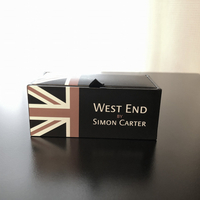 WEST END
BY
SIMON CARTER